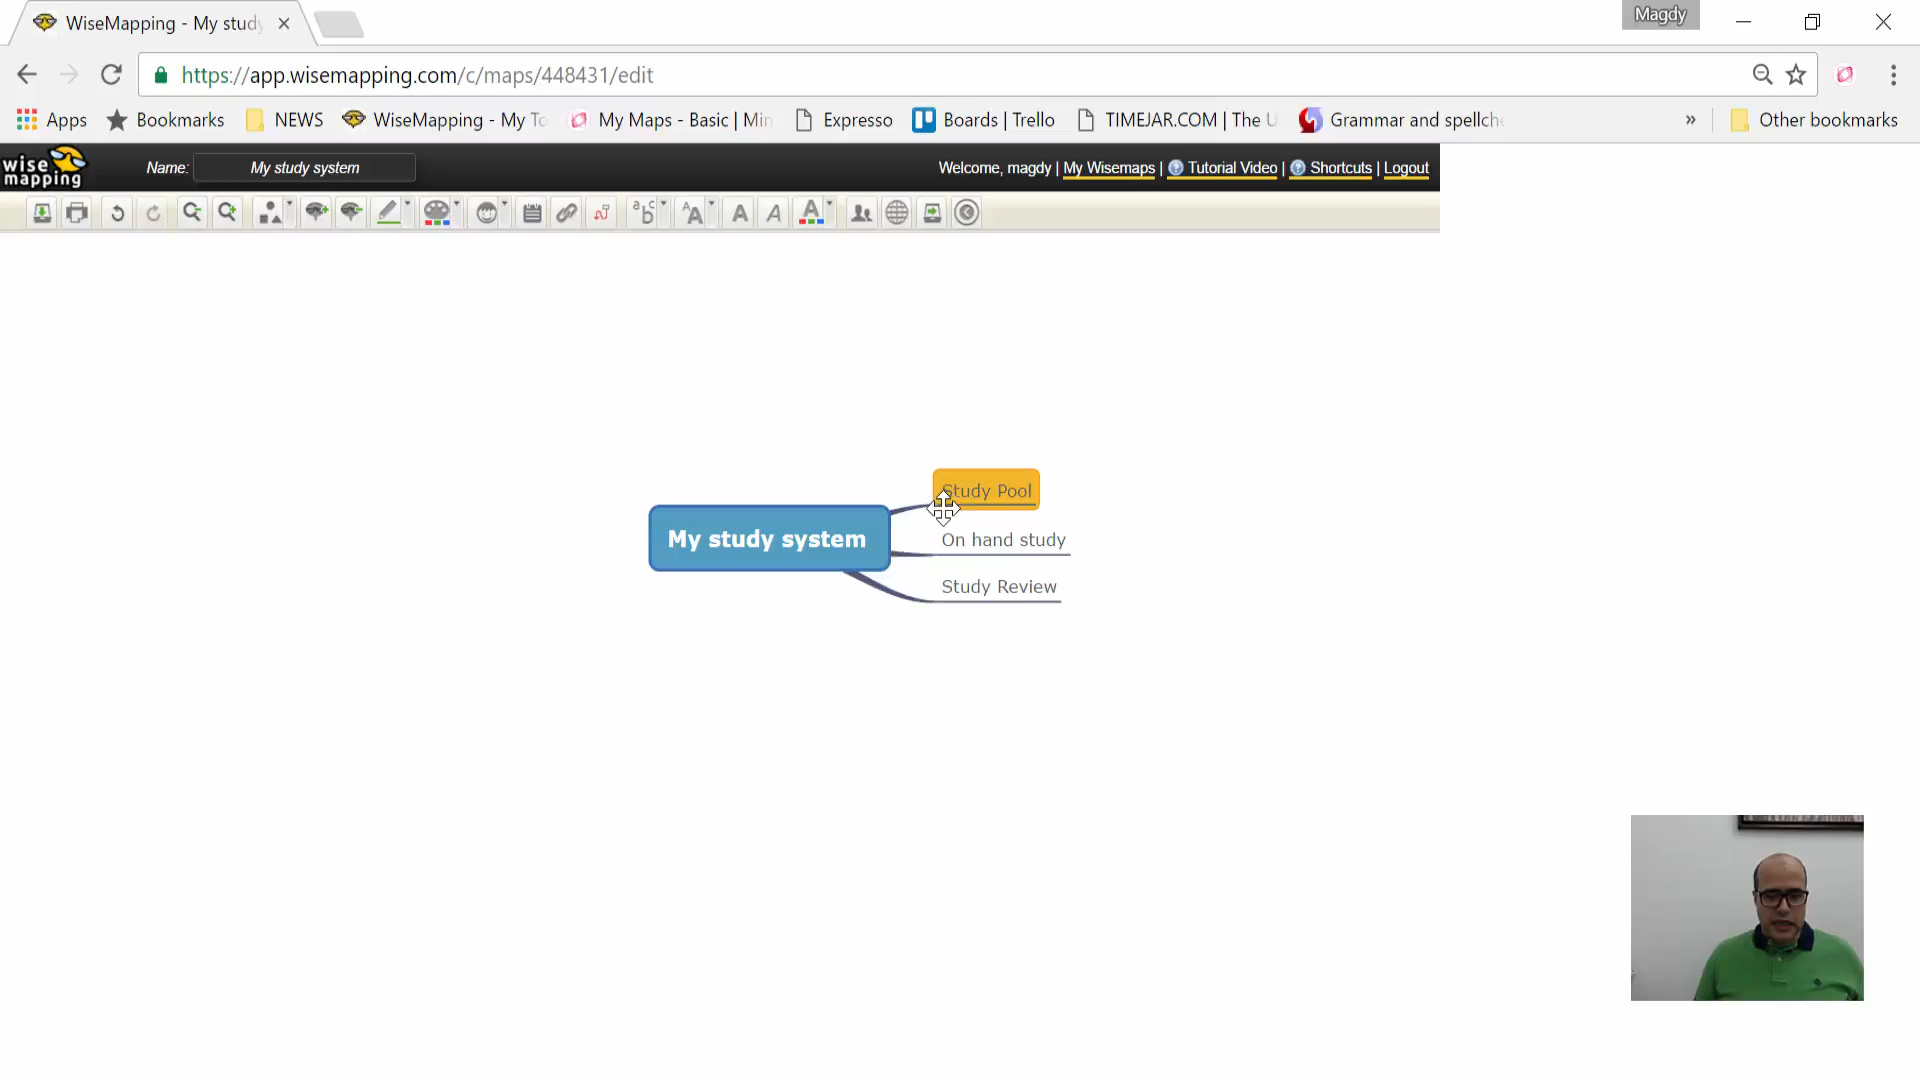 WiseMapping - My study
Magdy
https://app.wisemapping.com/c/maps/448431/edit
Apps Bookmarks NEWS WiseMapping - My To My Maps - Basic | Min Expresso Boards | Trello TIMEJAR.COM | The U Grammar and spellche » Other bookmarks
wise mapping
Name: My study system
Welcome, magdy | My Wisemaps | Tutorial Video | Shortcuts | Logout
Study Pool
My study system
On hand study
Study Review